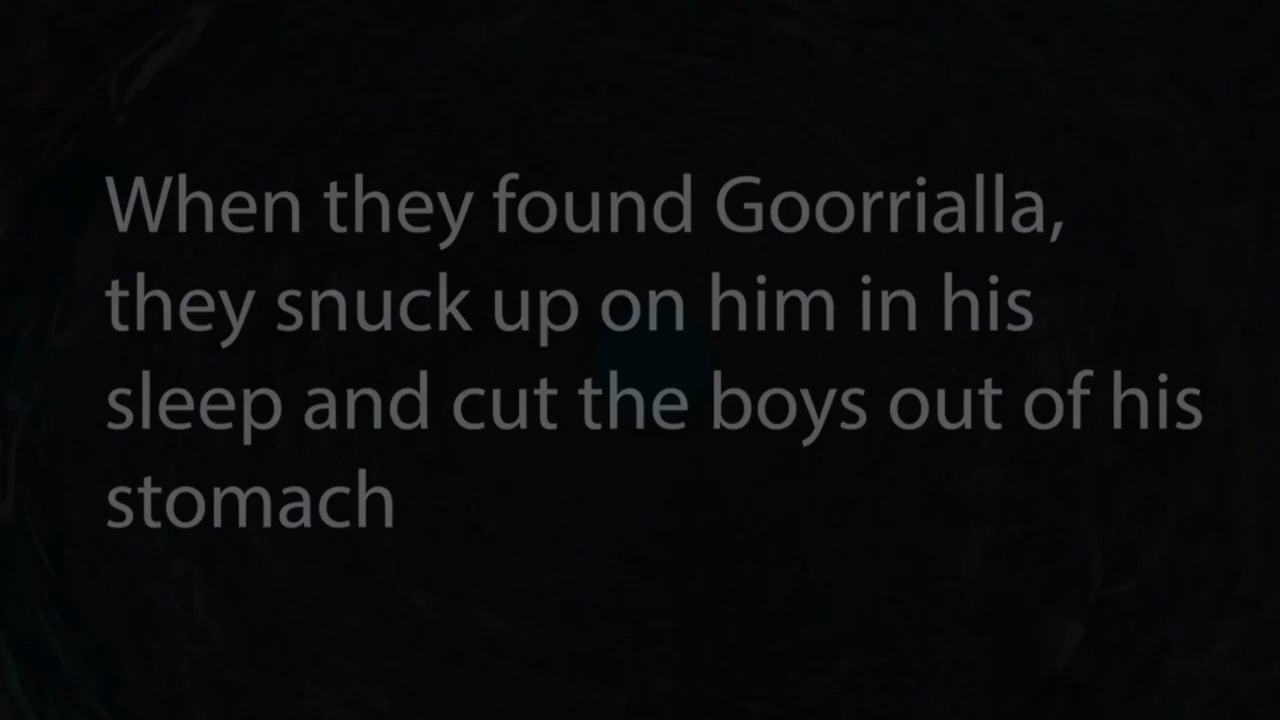 When they found Goorrialla,
they snuck up on him in his
sleep and cut the boys out of his
stomach